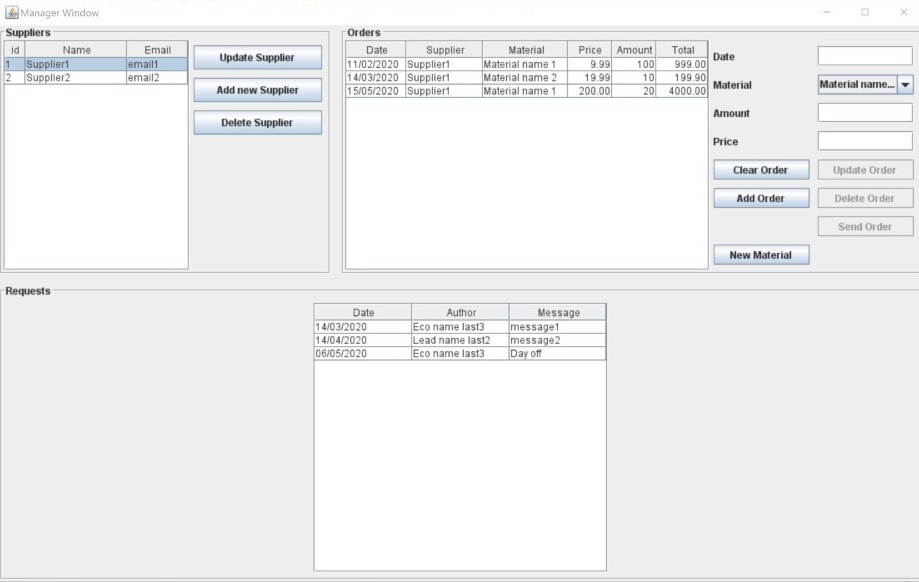 Manager Window
Suppliers
id Name Email
1 Supplier1 email1
2 Supplier2 email2
Update Supplier
Add new Supplier
Delete Supplier
Orders
Date Supplier Material Price Amount Total
11/02/2020 Supplier1 Material name 1 9.99 100 999.00
14/03/2020 Supplier1 Material name 2 19.99 10 199.90
15/05/2020 Supplier1 Material name 1 200.00 20 4000.00
Date
Material Material name...
Amount
Price
Clear Order Update Order
Add Order Delete Order
Send Order
New Material
Requests
Date Author Message
14/03/2020 Eco name last3 message1
14/04/2020 Lead name last2 message2
06/05/2020 Eco name last3 Day off